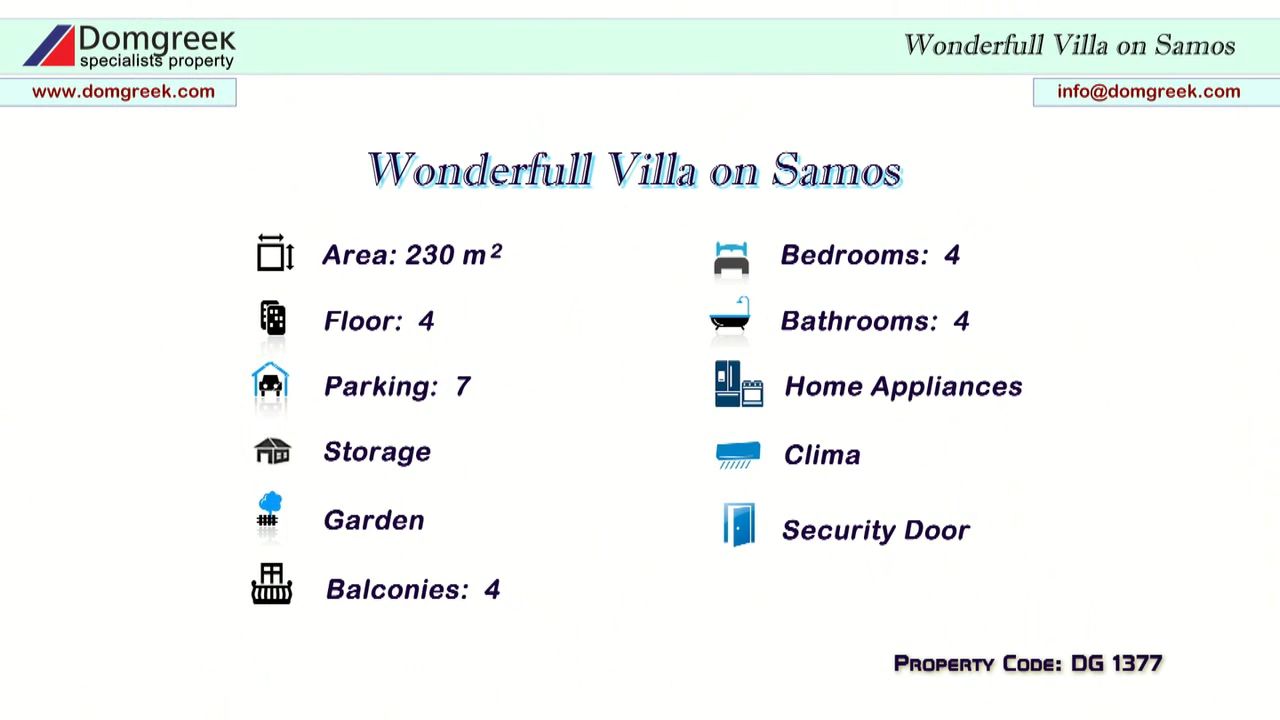 Domgreek
specialists property
Wonderfull Villa on Samos
www.domgreek.com
info@domgreek.com
Wonderfull Villa on Samos
Area: 230 m²
Floor: 4
Parking: 7
Storage
Garden
Balconies: 4
Bedrooms: 4
Bathrooms: 4
Home Appliances
Clima
Security Door
Property Code: DG 1377